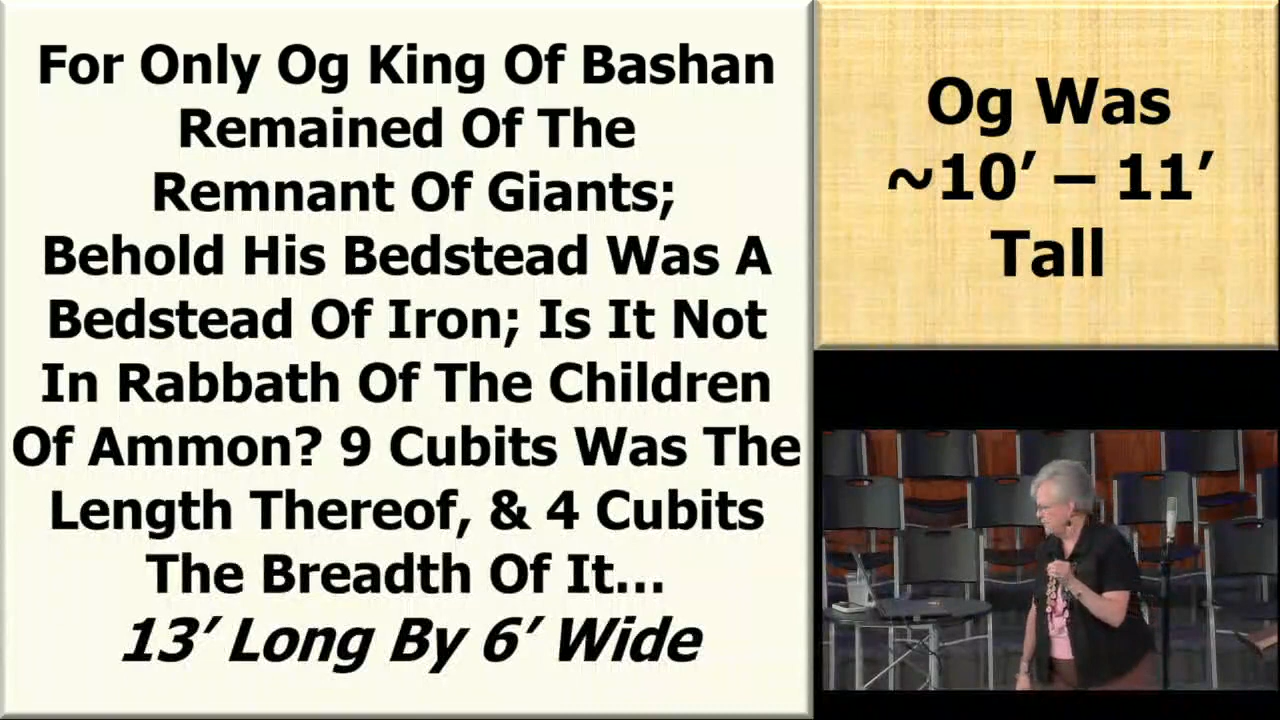 For Only Og King Of Bashan
Remained Of The
Remnant Of Giants;
Behold His Bedstead Was A
Bedstead Of Iron; Is It Not
In Rabbath Of The Children
Of Ammon? 9 Cubits Was The
Length Thereof, & 4 Cubits
The Breadth Of It...
13’ Long By 6’ Wide
Og Was
~10’ – 11’
Tall